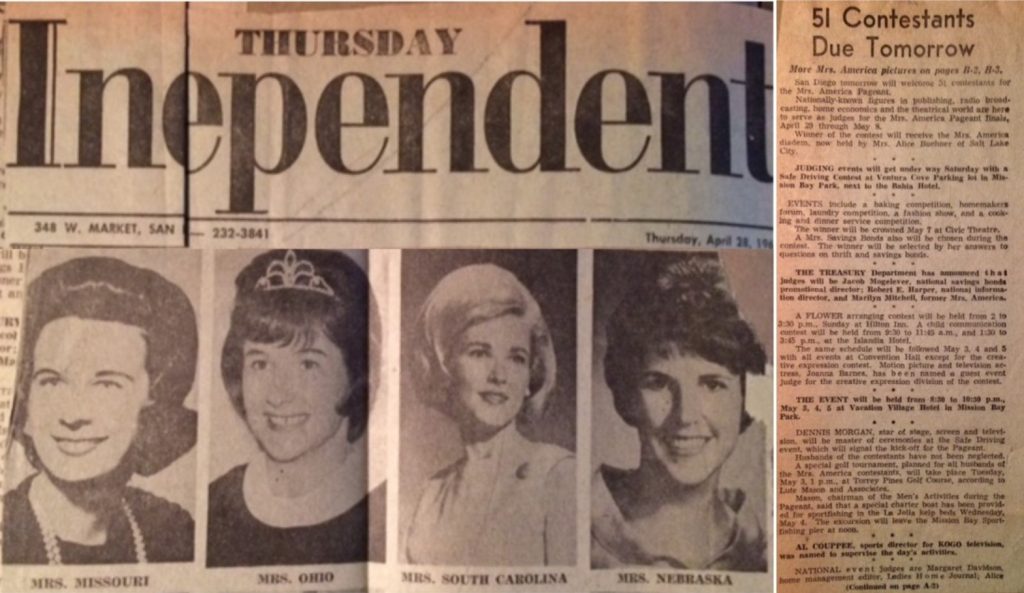 THURSDAY
Inependent
348 W. MARKET, SAN
232-3841
Thursday, April 28, 196
MRS. MISSOURI
MRS. OHIO
MRS. SOUTH CAROLINA
MRS. NEBRASKA
51 Contestants
Due Tomorrow
More Mrs. America pictures on pages B-2, B-3.
San Diego tomorrow will welcome 51 contestants for
the Mrs. America Pageant.
Nationally-known figures in publishing, radio broad-
casting, home economics and the theatrical world are here
to serve as judges for the Mrs. America Pageant finals,
April 29 through May 8.
Winner of the contest will receive the Mrs. America
diadem, now held by Mrs. Alice Buehner of Salt Lake
City.
* * *
JUDGING events will get under way Saturday with a
Safe Driving Contest at Ventura Cove Parking lot in Mis-
sion Bay Park, next to the Bahia Hotel.
* * *
EVENTS include a baking competition, homemakers
forum, laundry competition, a fashion show, and a cook-
ing and dinner service competition.
The winner will be crowned May 7 at Civic Theatre.
A Mrs. Savings Bonds also will be chosen during the
contest. The winner will be selected by her answers to
questions on thrift and savings bonds.
* * *
THE TREASURY Department has announced that
judges will be Jacob Mogelever, national savings bonds
promotional director; Robert E. Harper, national informa-
tion director, and Marilyn Mitchell, former Mrs. America.
* * *
A FLOWER arranging contest will be held from 2 to
3:30 p.m., Sunday at Hilton Inn. A child communication
contest will be held from 9:30 to 11:45 a.m., and 1:30 to
3:45 p.m., at the Islandia Hotel.
The same schedule will be followed May 3, 4 and 5
with all events at Convention Hall except for the crea-
tive expression contest. Motion picture and television ac-
tress, Joanna Barnes, has been named a guest event
judge for the creative expression division of the contest.
* * *
THE EVENT will be held from 8:30 to 10:30 p.m.,
May 3, 4, 5 at Vacation Village Hotel in Mission Bay
Park.
* * *
DENNIS MORGAN, star of stage, screen and televi-
sion, will be master of ceremonies at the Safe Driving
event, which will signal the kick-off for the Pageant.
Husbands of the contestants have not been neglected.
A special golf tournament, planned for all husbands of
the Mrs. America contestants, will take place Tuesday,
May 3, 1 p.m., at Torrey Pines Golf Course, according to
Lute Mason and Associates.
Mason, chairman of the Men's Activities during the
Pageant, said that a special charter boat has been provid-
ed for sportfishing in the La Jolla kelp beds Wednesday,
May 4. The excursion will leave the Mission Bay Sport-
fishing pier at noon.
* * *
AL COUPPEE, sports director for KOGO television,
was named to supervise the day's activities.
* * *
NATIONAL event judges are Margaret Davidson,
home management editor, Ladies Home Journal; Alice
(Continued on page A-2)